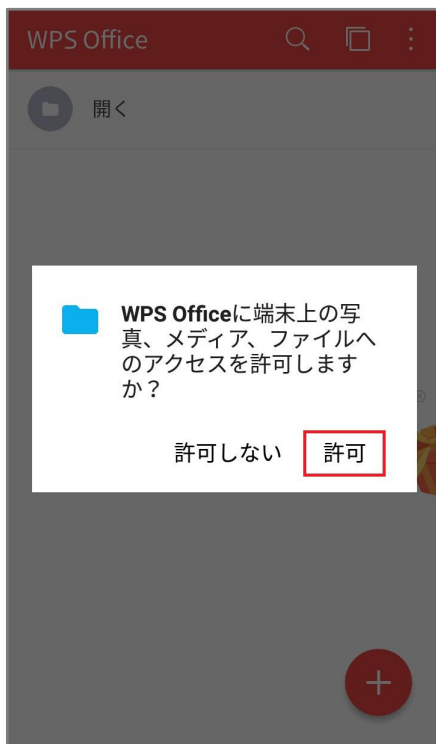 WPS Office
開く
WPS Officeに端末上の写
真、メディア、ファイルへ
のアクセスを許可します
か？
許可しない 許可